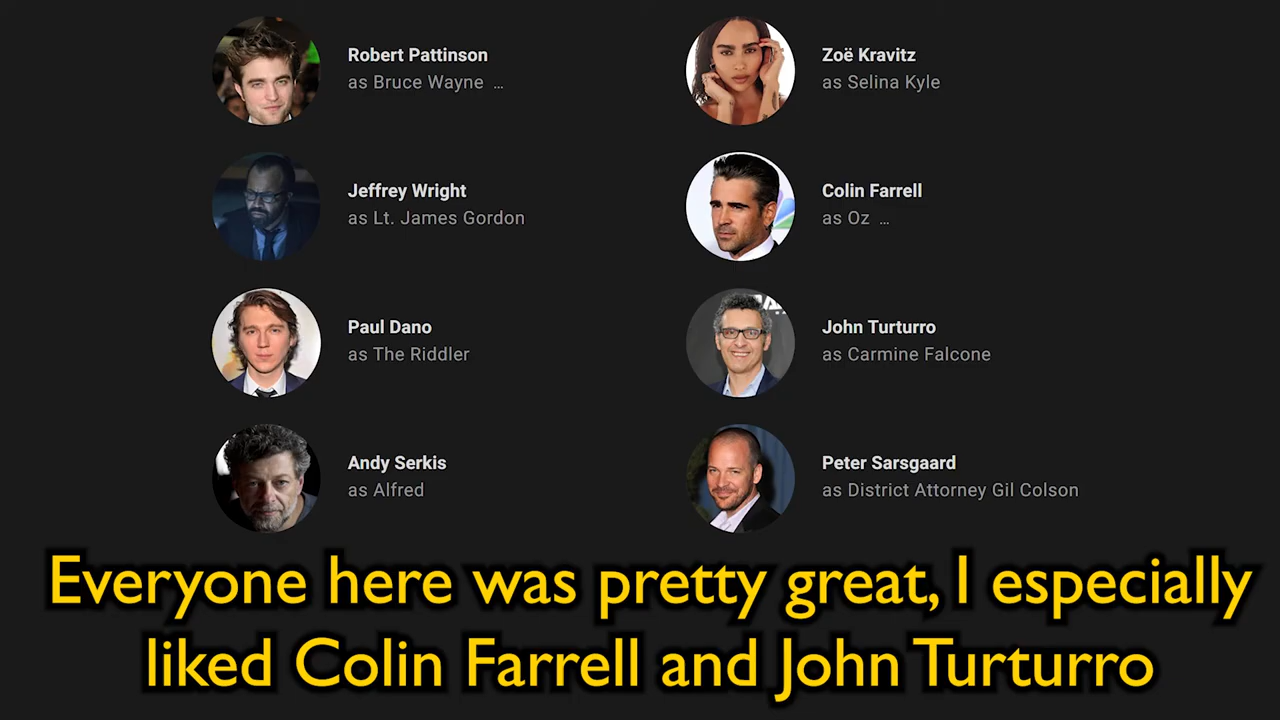 Robert Pattinson
as Bruce Wayne ...
Zoë Kravitz
as Selina Kyle
Jeffrey Wright
as Lt. James Gordon
Colin Farrell
as Oz ...
Paul Dano
as The Riddler
John Turturro
as Carmine Falcone
Andy Serkis
as Alfred
Peter Sarsgaard
as District Attorney Gil Colson
Everyone here was pretty great, I especially
liked Colin Farrell and John Turturro